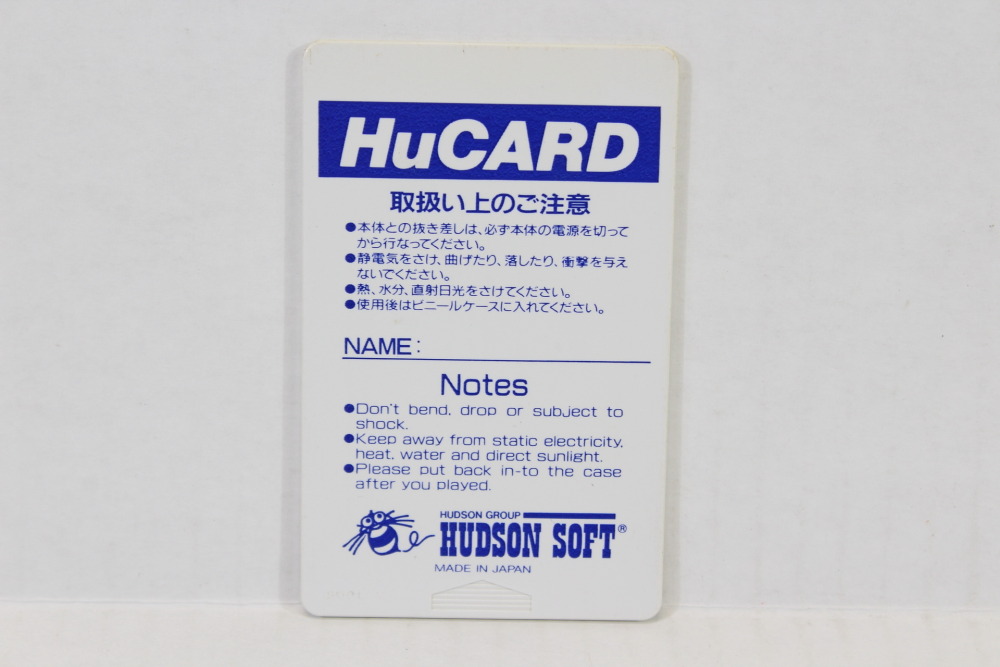 HuCARD
取扱い上のご注意
●本体との抜き差しは、必ず本体の電源を切って
から行なってください。
●静電気をさけ、曲げたり、落したり、衝撃を与え
ないでください。
●熱、水分、直射日光をさけてください。
●使用後はビニールケースに入れてください。
NAME:
Notes
●Don't bend, drop or subject to
shock.
●Keep away from static electricity,
heat, water and direct sunlight.
●Please put back in-to the case
after you played.
HUDSON GROUP
HUDSON SOFT®
MADE IN JAPAN